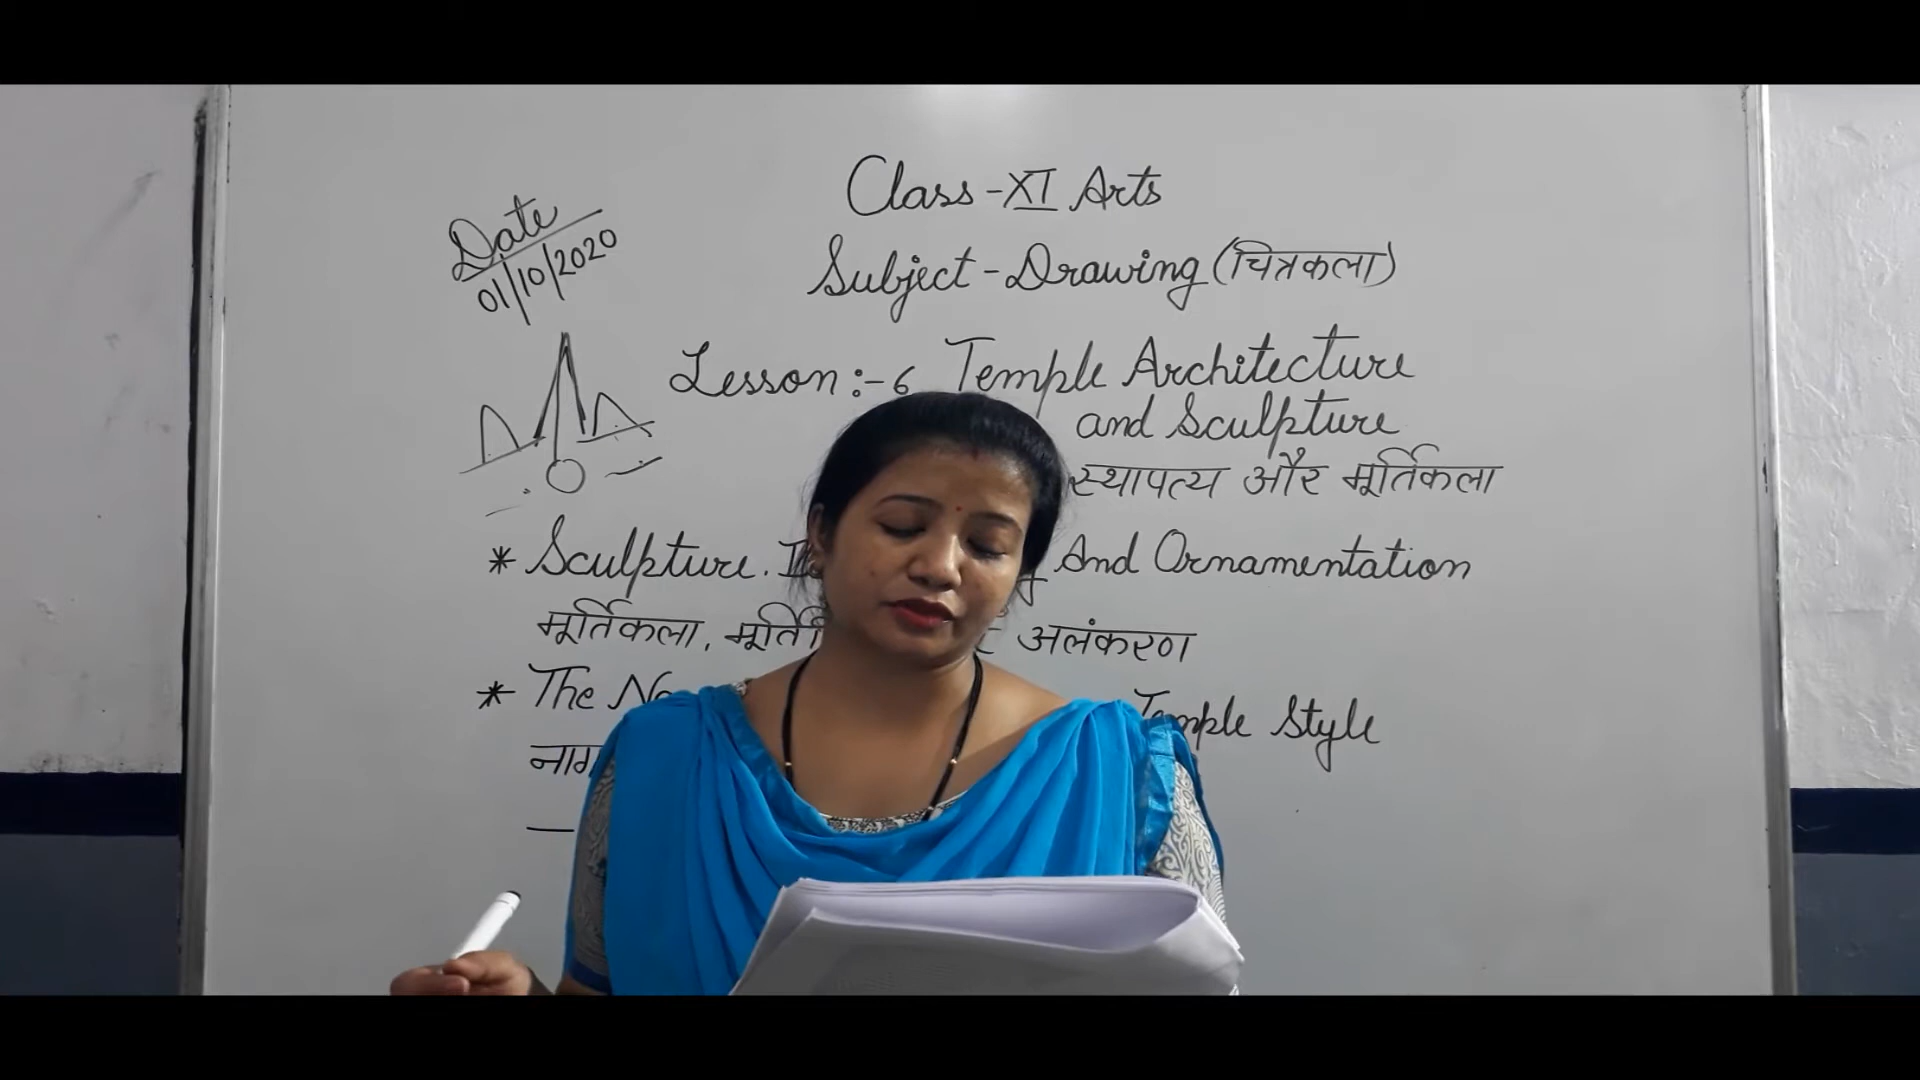 Class - XI Arts
Date
01/10/2020
Subject - Drawing (चित्रकला)
Lesson :- 6 Temple Architecture
and Sculpture
स्थापत्य और मूर्तिकला
* Sculpture. And Ornamentation
मूर्तिकला, अलंकरण
* The Temple Style